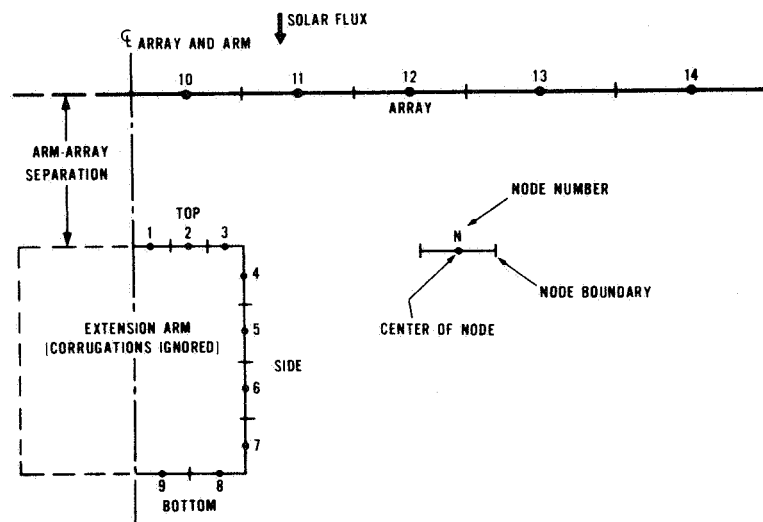 SOLAR FLUX
℄ ARRAY AND ARM
10
11
12
13
14
ARRAY
ARM-ARRAY
SEPARATION
NODE NUMBER
TOP
1
2
3
N
4
NODE BOUNDARY
CENTER OF NODE
EXTENSION ARM
[CORRUGATIONS IGNORED]
5
SIDE
6
7
9
8
BOTTOM